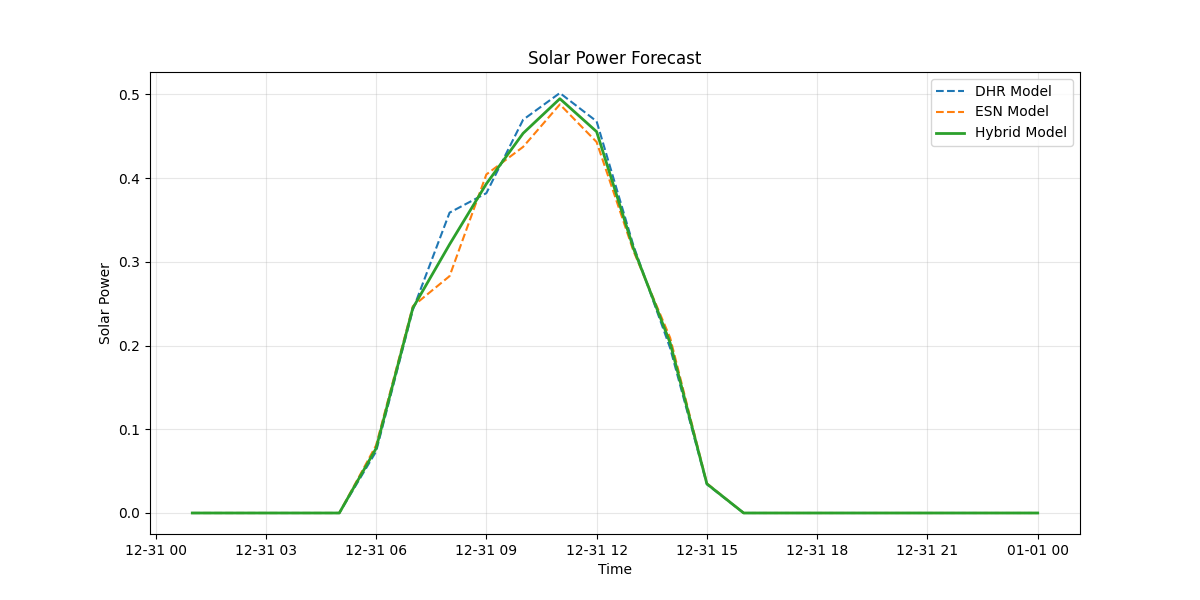 Solar Power Forecast
DHR Model
ESN Model
Hybrid Model
Solar Power
0.5
0.4
0.3
0.2
0.1
0.0
12-31 00 12-31 03 12-31 06 12-31 09 12-31 12 12-31 15 12-31 18 12-31 21 01-01 00
Time